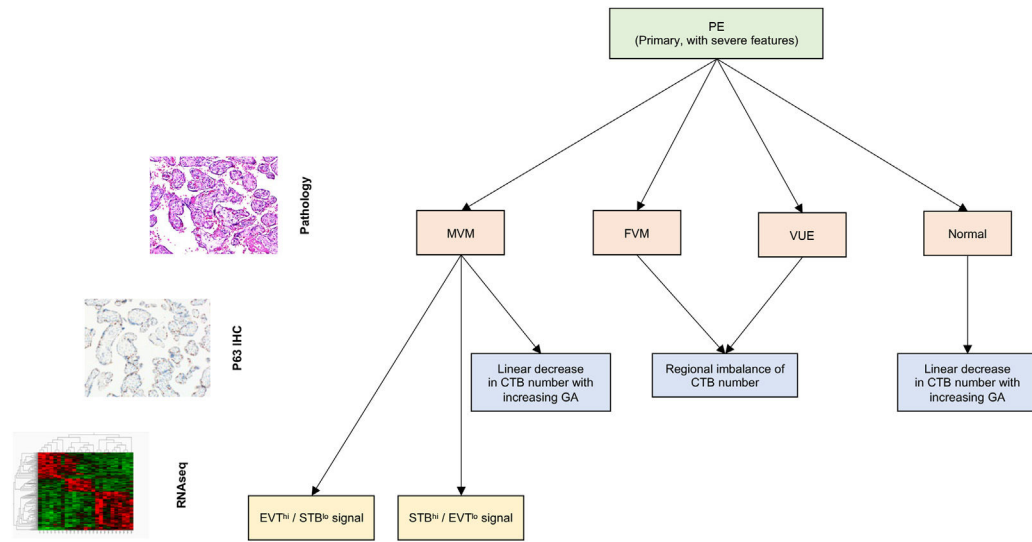 PE
(Primary, with severe features)
Pathology
MVM
FVM
VUE
Normal
P63 IHC
Linear decrease
in CTB number with
increasing GA
Regional imbalance of
CTB number
Linear decrease
in CTB number with
increasing GA
RNAseq
EVTʰⁱ / STBˡᵒ signal
STBʰⁱ / EVTˡᵒ signal